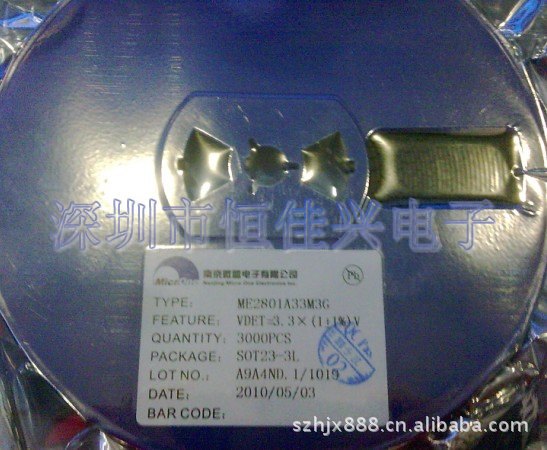 深圳市恒佳兴电子
南京微盟电子有限公司
Nanjing Micro One Electronics Inc.
Pb
TYPE: ME2801A33M3G
FEATURE: VDET=3.3×(1±1%)V
QUANTITY: 3000PCS
PACKAGE: SOT23-3L
LOT NO.: A9A4ND.1/1019
DATE: 2010/05/03
BAR CODE:
02
szhjx888.cn.alibaba.com